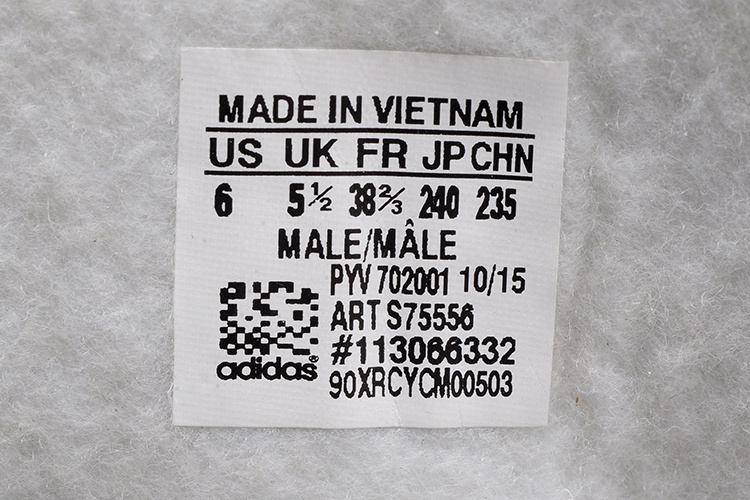 MADE IN VIETNAM
US UK FR JP CHN
6 5½ 38⅔ 240 235
MALE/MÂLE
PYV 702001 10/15
ART S75556
#113066332
90XRCYCM00503
adidas®